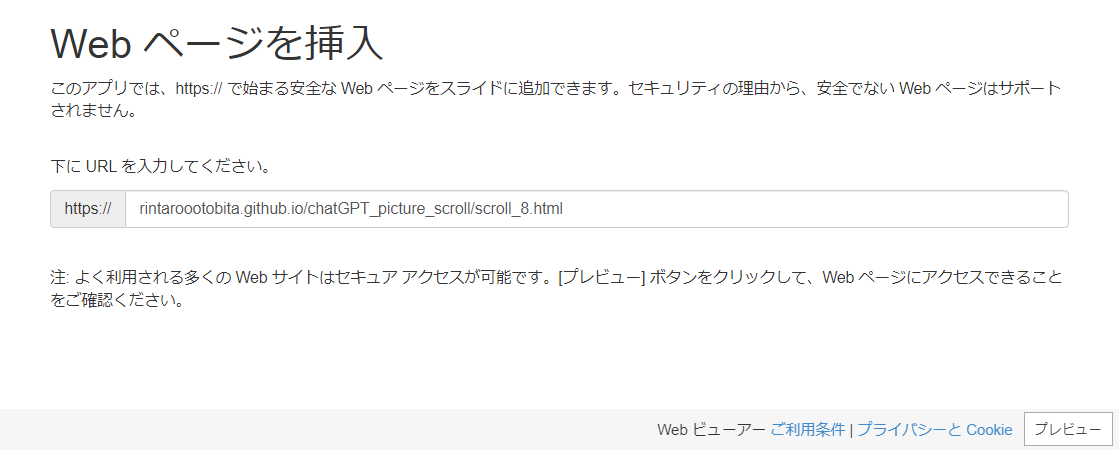 Web ページを挿入
このアプリでは、https:// で始まる安全な Web ページをスライドに追加できます。セキュリティの理由から、安全でない Web ページはサポート
されません。
下に URL を入力してください。
https:// rintaroootobita.github.io/chatGPT_picture_scroll/scroll_8.html
注: よく利用される多くの Web サイトはセキュア アクセスが可能です。[プレビュー] ボタンをクリックして、Web ページにアクセスできること
をご確認ください。
Web ビューアー ご利用条件 | プライバシーと Cookie プレビュー